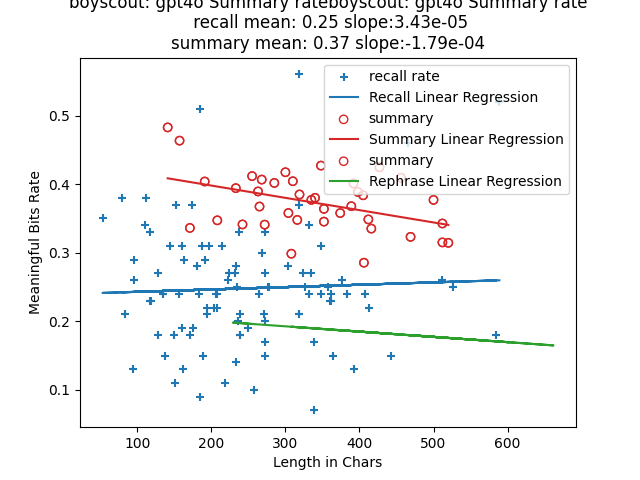 boyscout: gpt4o Summary rateboyscout: gpt4o Summary rate
recall mean: 0.25 slope:3.43e-05
summary mean: 0.37 slope:-1.79e-04
recall rate
Recall Linear Regression
summary
Summary Linear Regression
summary
Rephrase Linear Regression
Meaningful Bits Rate
0.5
0.4
0.3
0.2
0.1
100 200 300 400 500 600
Length in Chars